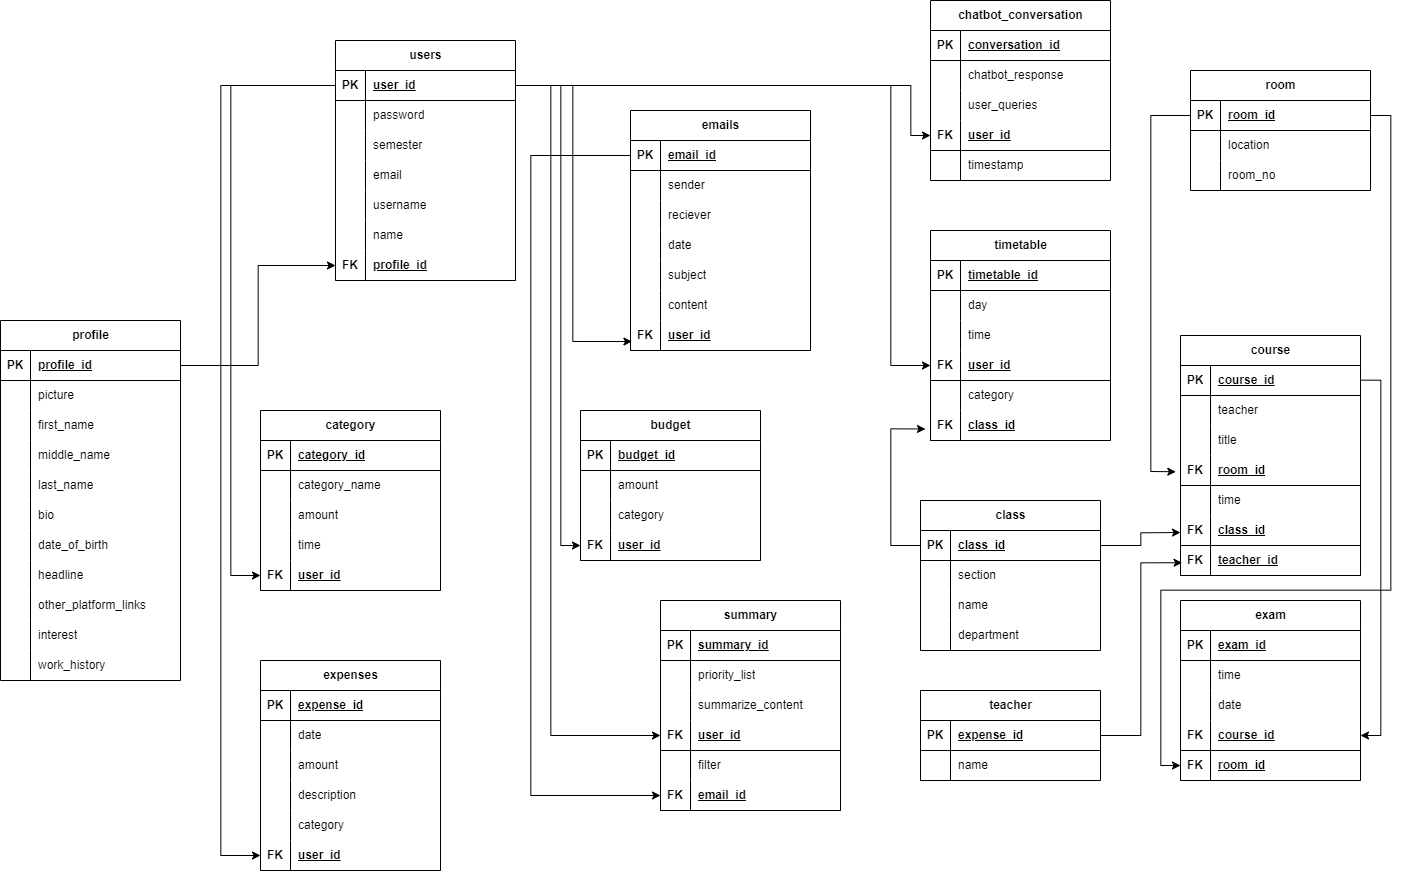 chatbot_conversation
PK conversation_id
chatbot_response
user_queries
FK user_id
timestamp
users
PK user_id
password
semester
email
username
name
FK profile_id
emails
PK email_id
sender
reciever
date
subject
content
FK user_id
room
PK room_id
location
room_no
timetable
PK timetable_id
day
time
FK user_id
category
FK class_id
profile
PK profile_id
picture
first_name
middle_name
last_name
bio
date_of_birth
headline
other_platform_links
interest
work_history
course
PK course_id
teacher
title
FK room_id
time
FK class_id
FK teacher_id
category
PK category_id
category_name
amount
time
FK user_id
budget
PK budget_id
amount
category
FK user_id
class
PK class_id
section
name
department
summary
PK summary_id
priority_list
summarize_content
FK user_id
filter
FK email_id
exam
PK exam_id
time
date
FK course_id
FK room_id
expenses
PK expense_id
date
amount
description
category
FK user_id
teacher
PK expense_id
name